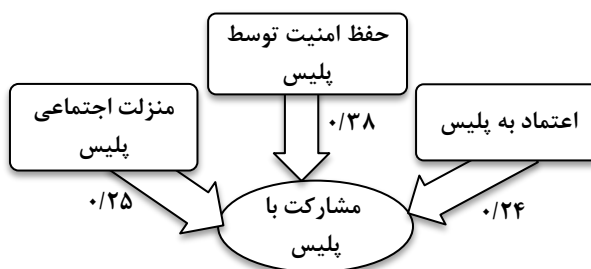 حفظ امنیت توسط
پلیس
منزلت اجتماعی
پلیس
اعتماد به پلیس
۰/۳۸
۰/۲۵
۰/۲۴
مشارکت با
پلیس